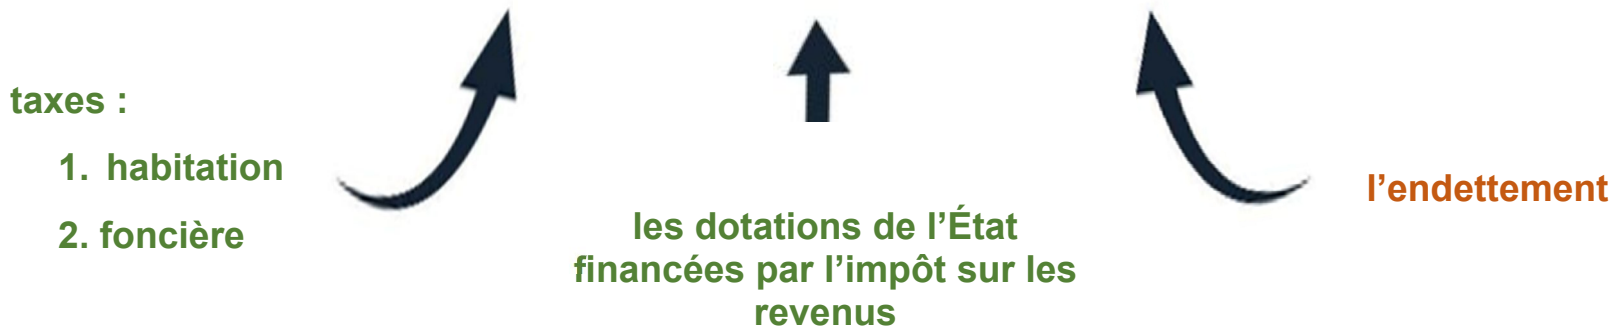 taxes :
1. habitation
2. foncière
les dotations de l’État
financées par l’impôt sur les
revenus
l’endettement